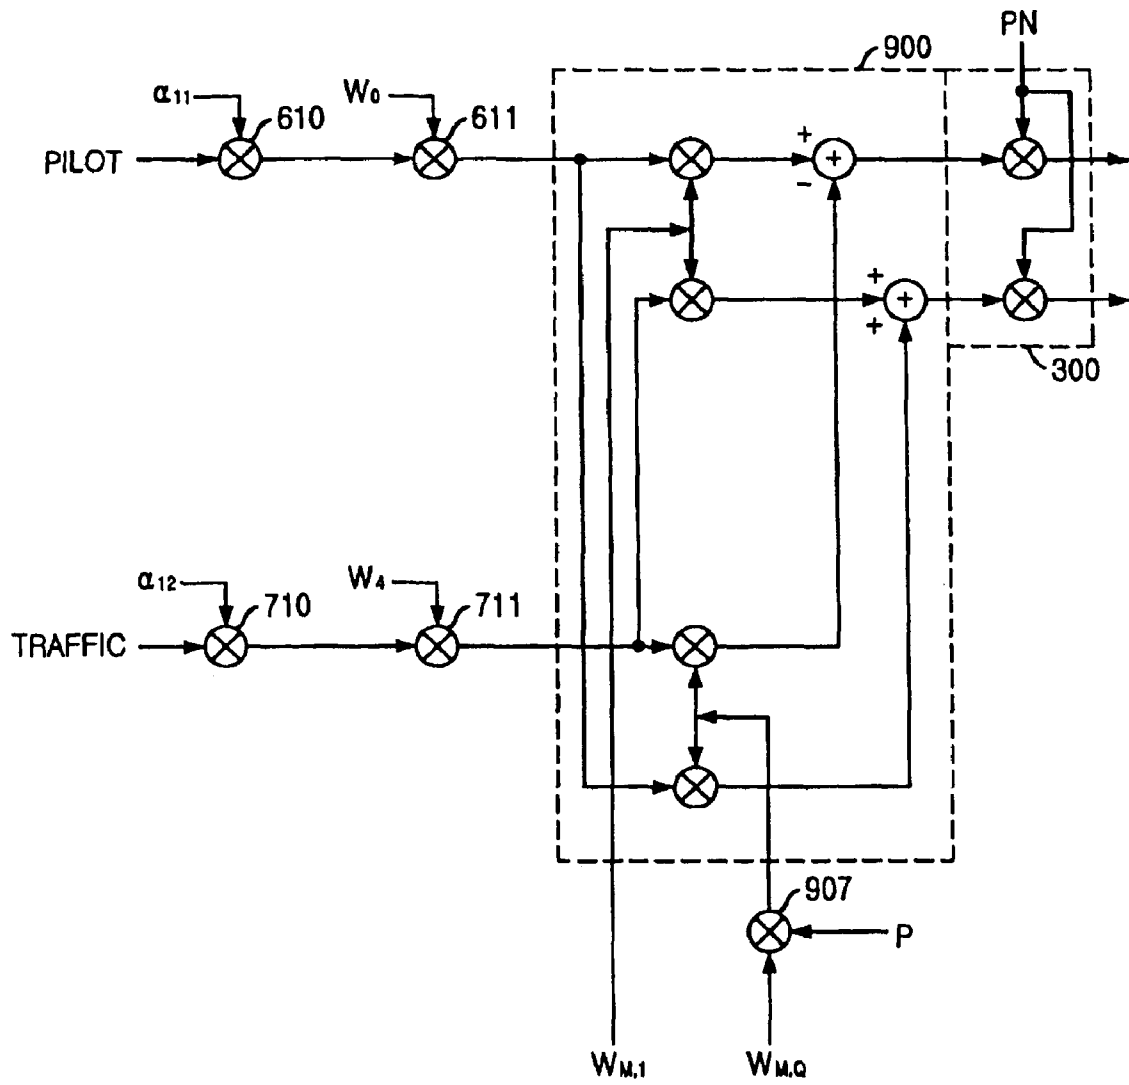 PN
900
α11
W0
610
611
PILOT
+
-
+
+
+
+
300
α12
W4
710
711
TRAFFIC
907
P
WM,1
WM,Q